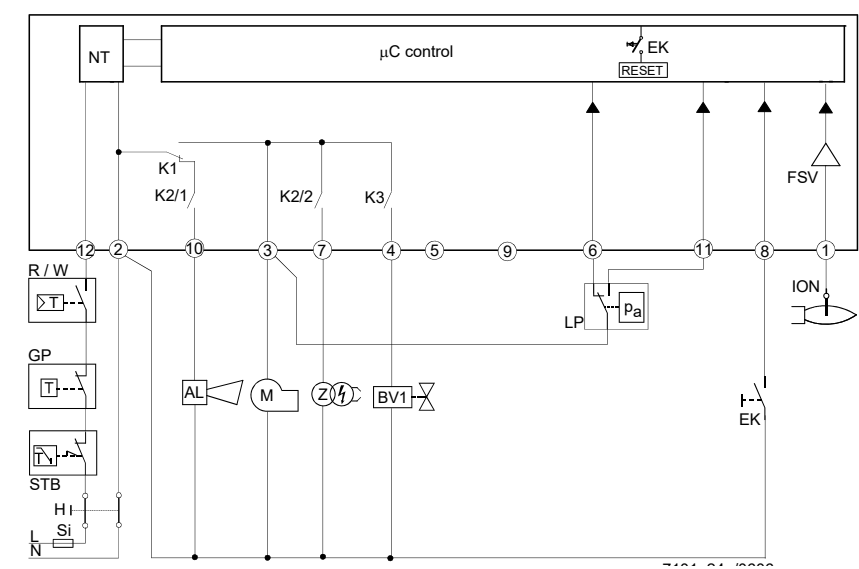 NT
μC control
EK
RESET
FSV
K1
K2/1
K2/2
K3
12
2
10
3
7
4
5
9
6
11
8
1
R / W
T
ION
LP
pa
GP
T
AL
M
Z
BV1
EK
STB
H
Si
L
N